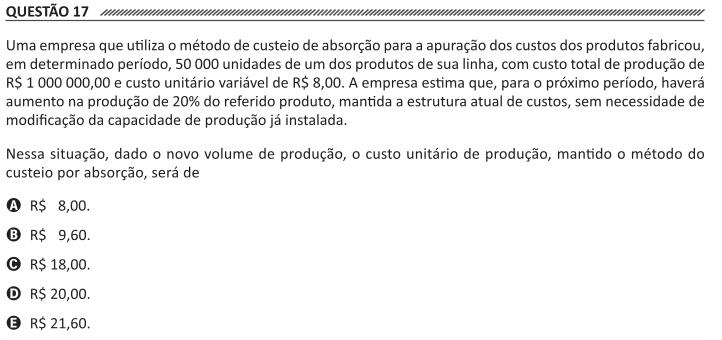 QUESTÃO 17
Uma empresa que utiliza o método de custeio de absorção para a apuração dos custos dos produtos fabricou,
em determinado período, 50 000 unidades de um dos produtos de sua linha, com custo total de produção de
R$ 1 000 000,00 e custo unitário variável de R$ 8,00. A empresa estima que, para o próximo período, haverá
aumento na produção de 20% do referido produto, mantida a estrutura atual de custos, sem necessidade de
modificação da capacidade de produção já instalada.
Nessa situação, dado o novo volume de produção, o custo unitário de produção, mantido o método do
custeio por absorção, será de
A R$ 8,00.
B R$ 9,60.
C R$ 18,00.
D R$ 20,00.
E R$ 21,60.